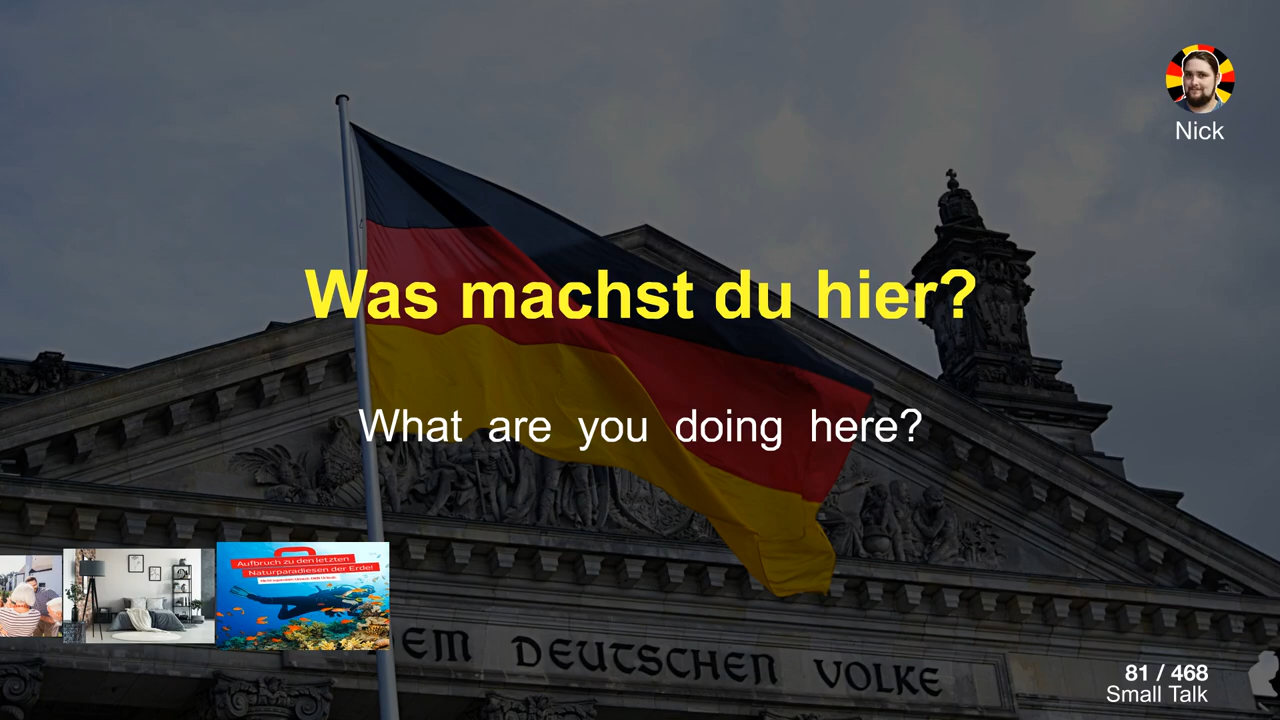 Nick
Was machst du hier?
What are you doing here?
Aufbruch zu den letzten
Naturparadiesen der Erde!
DEM DEUTSCHEN VOLKE
81 / 468
Small Talk